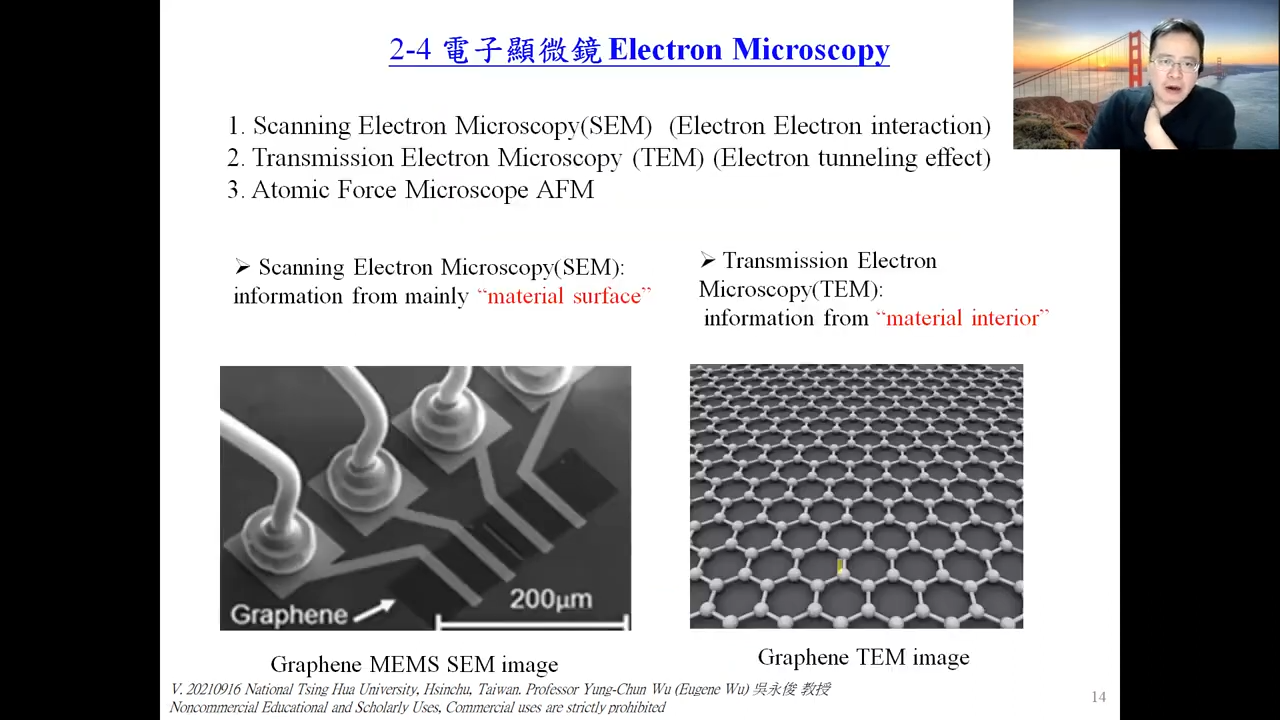 2-4 電子顯微鏡 Electron Microscopy
1. Scanning Electron Microscopy(SEM) (Electron Electron interaction)
2. Transmission Electron Microscopy (TEM) (Electron tunneling effect)
3. Atomic Force Microscope AFM
➢ Scanning Electron Microscopy(SEM):
information from mainly “material surface”
➢ Transmission Electron
Microscopy(TEM):
information from “material interior”
Graphene
200μm
Graphene MEMS SEM image
Graphene TEM image
V. 20210916 National Tsing Hua University, Hsinchu, Taiwan. Professor Yung-Chun Wu (Eugene Wu) 吳永俊 教授
Noncommercial Educational and Scholarly Uses, Commercial uses are strictly prohibited
14